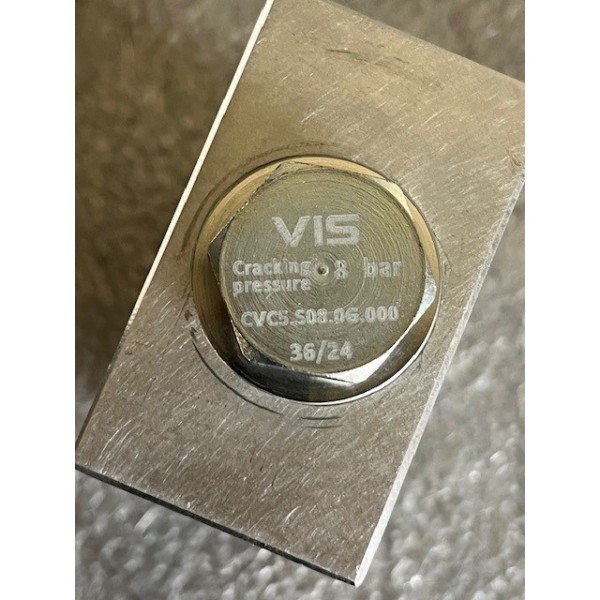 VIS
Cracking 8 bar
pressure
CVC5.S08.0G.000
36/24